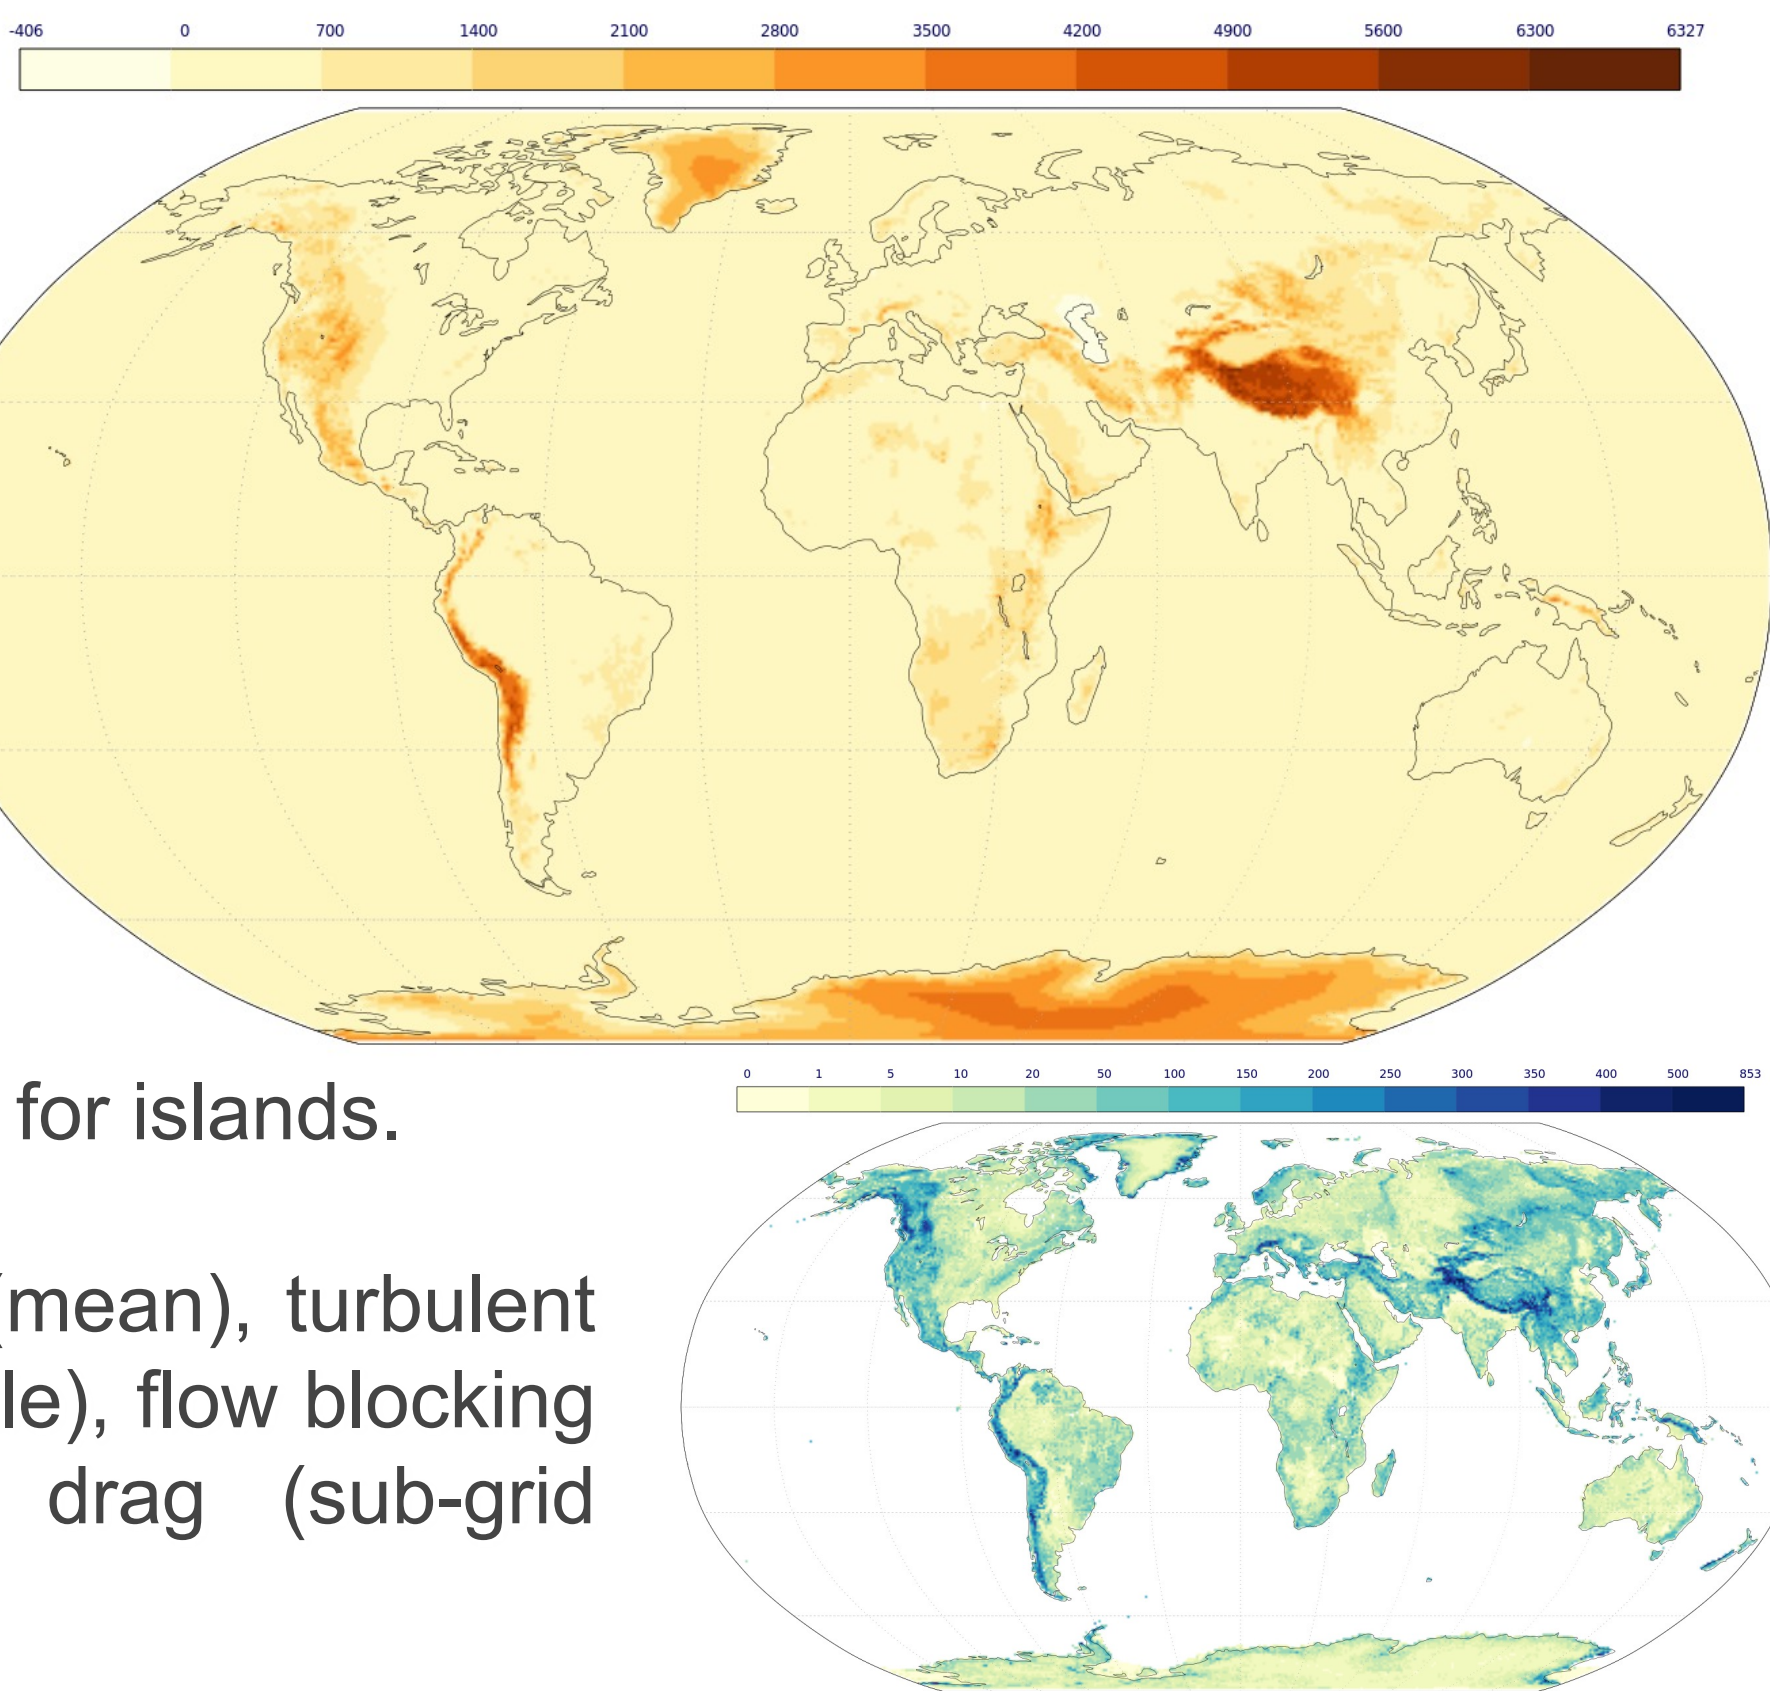 -406 0 700 1400 2100 2800 3500 4200 4900 5600 6300 6327
for islands.
0 1 5 10 20 50 100 150 200 250 300 350 400 500 853
(mean), turbulent
le), flow blocking
drag (sub-grid